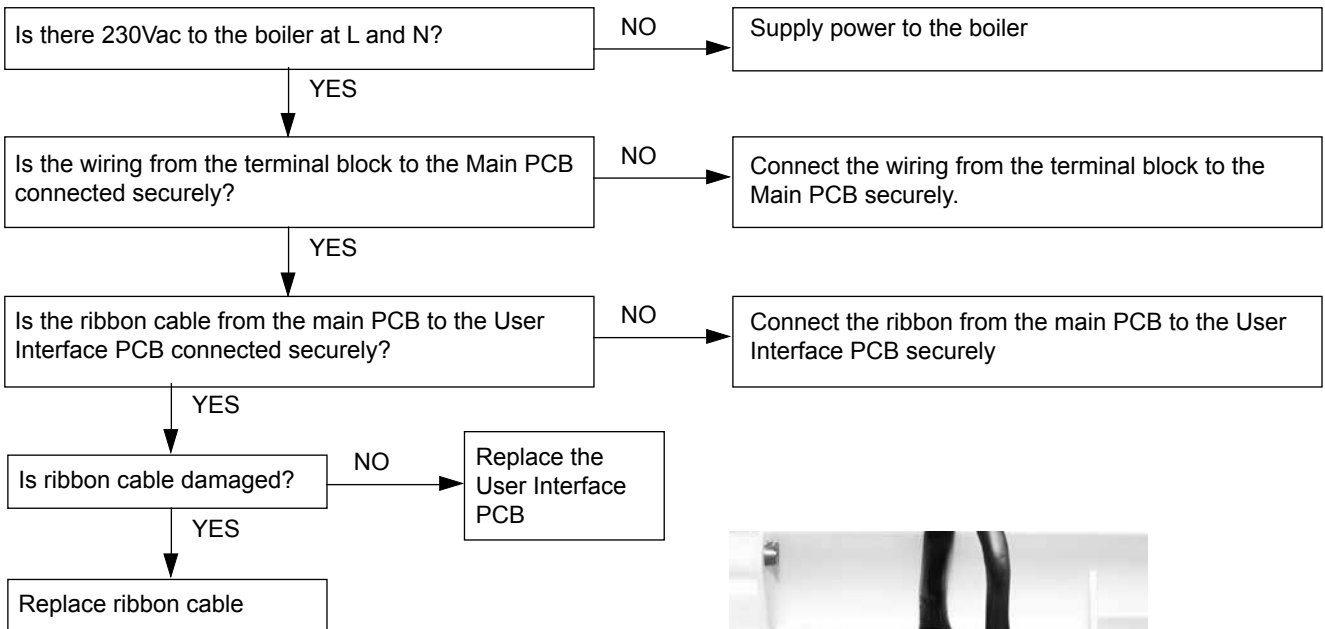 Is there 230Vac to the boiler at L and N?
NO
Supply power to the boiler
YES
Is the wiring from the terminal block to the Main PCB
connected securely?
NO
Connect the wiring from the terminal block to the
Main PCB securely.
YES
Is the ribbon cable from the main PCB to the User
Interface PCB connected securely?
NO
Connect the ribbon from the main PCB to the User
Interface PCB securely
YES
Is ribbon cable damaged?
NO
Replace the
User Interface
PCB
YES
Replace ribbon cable